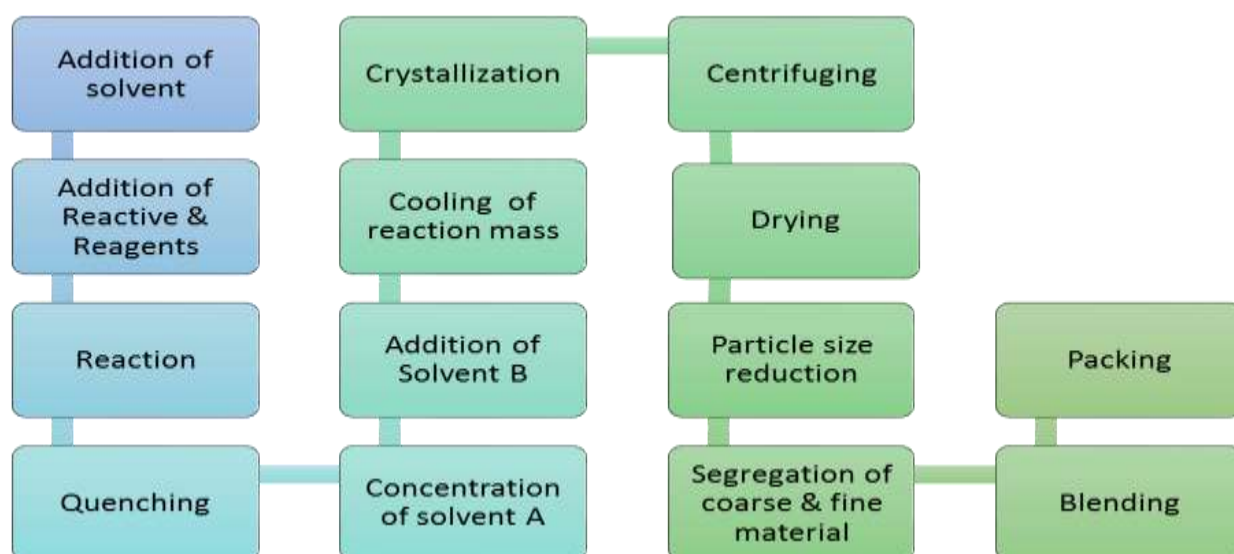 Addition of
solvent
Addition of
Reactive &
Reagents
Reaction
Quenching
Concentration
of solvent A
Addition of
Solvent B
Cooling of
reaction mass
Crystallization
Centrifuging
Drying
Particle size
reduction
Segregation of
coarse & fine
material
Blending
Packing